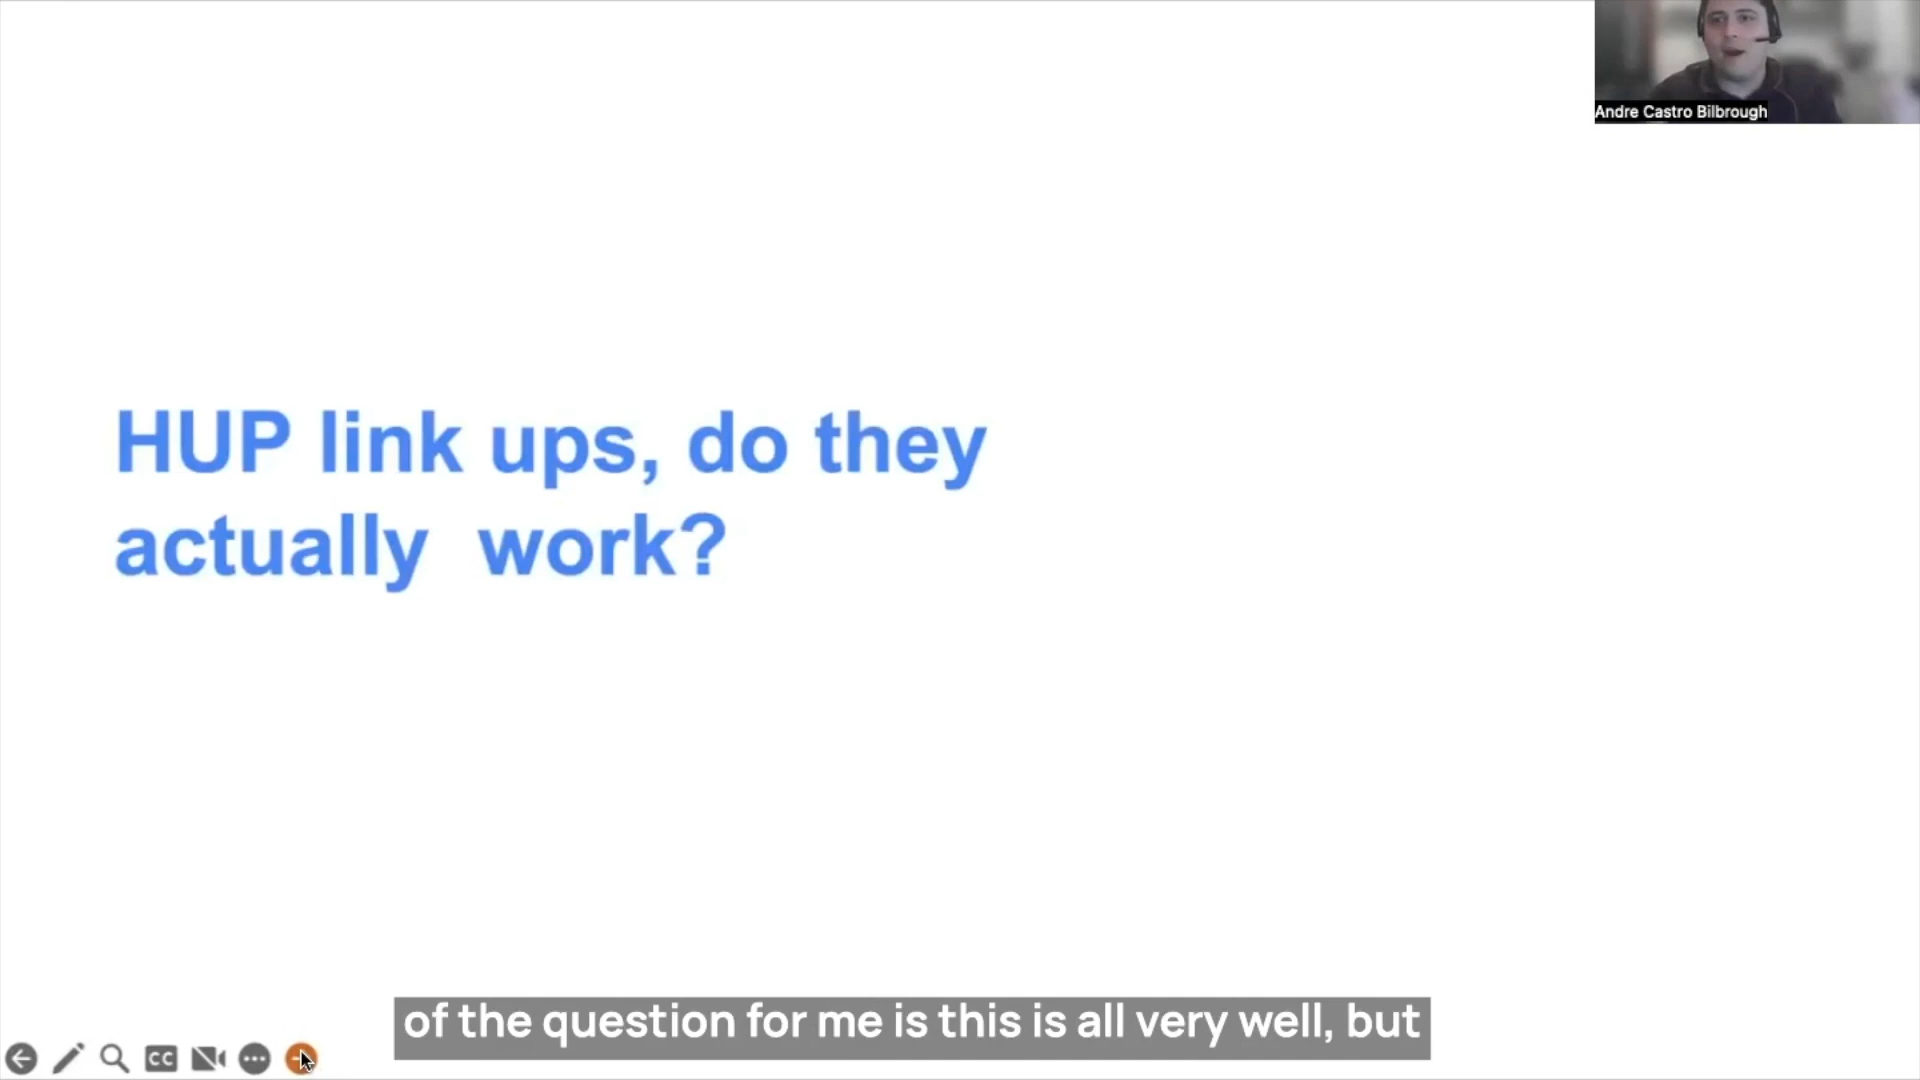 Andre Castro Bilbrough
HUP link ups, do they
actually work?
of the question for me is this is all very well, but
CC